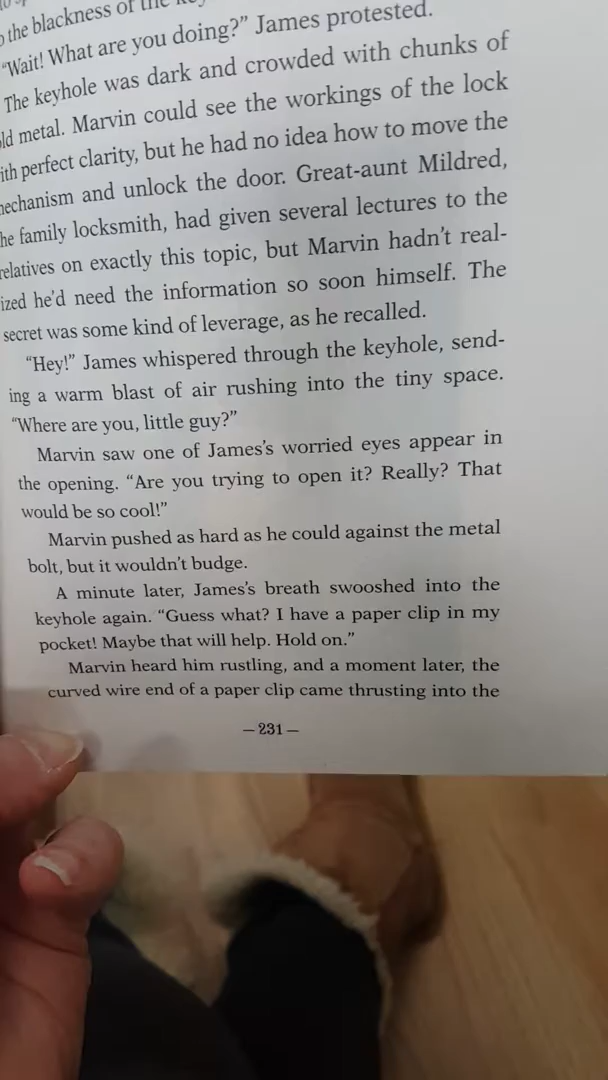 the blackness of the
“Wait! What are you doing?” James protested.
The keyhole was dark and crowded with chunks of
ld metal. Marvin could see the workings of the lock
ith perfect clarity, but he had no idea how to move the
echanism and unlock the door. Great-aunt Mildred,
he family locksmith, had given several lectures to the
relatives on exactly this topic, but Marvin hadn’t real-
ized he’d need the information so soon himself. The
secret was some kind of leverage, as he recalled.
“Hey!” James whispered through the keyhole, send-
ing a warm blast of air rushing into the tiny space.
“Where are you, little guy?”
Marvin saw one of James’s worried eyes appear in
the opening. “Are you trying to open it? Really? That
would be so cool!”
Marvin pushed as hard as he could against the metal
bolt, but it wouldn’t budge.
A minute later, James’s breath swooshed into the
keyhole again. “Guess what? I have a paper clip in my
pocket! Maybe that will help. Hold on.”
Marvin heard him rustling, and a moment later, the
curved wire end of a paper clip came thrusting into the
– 231 –